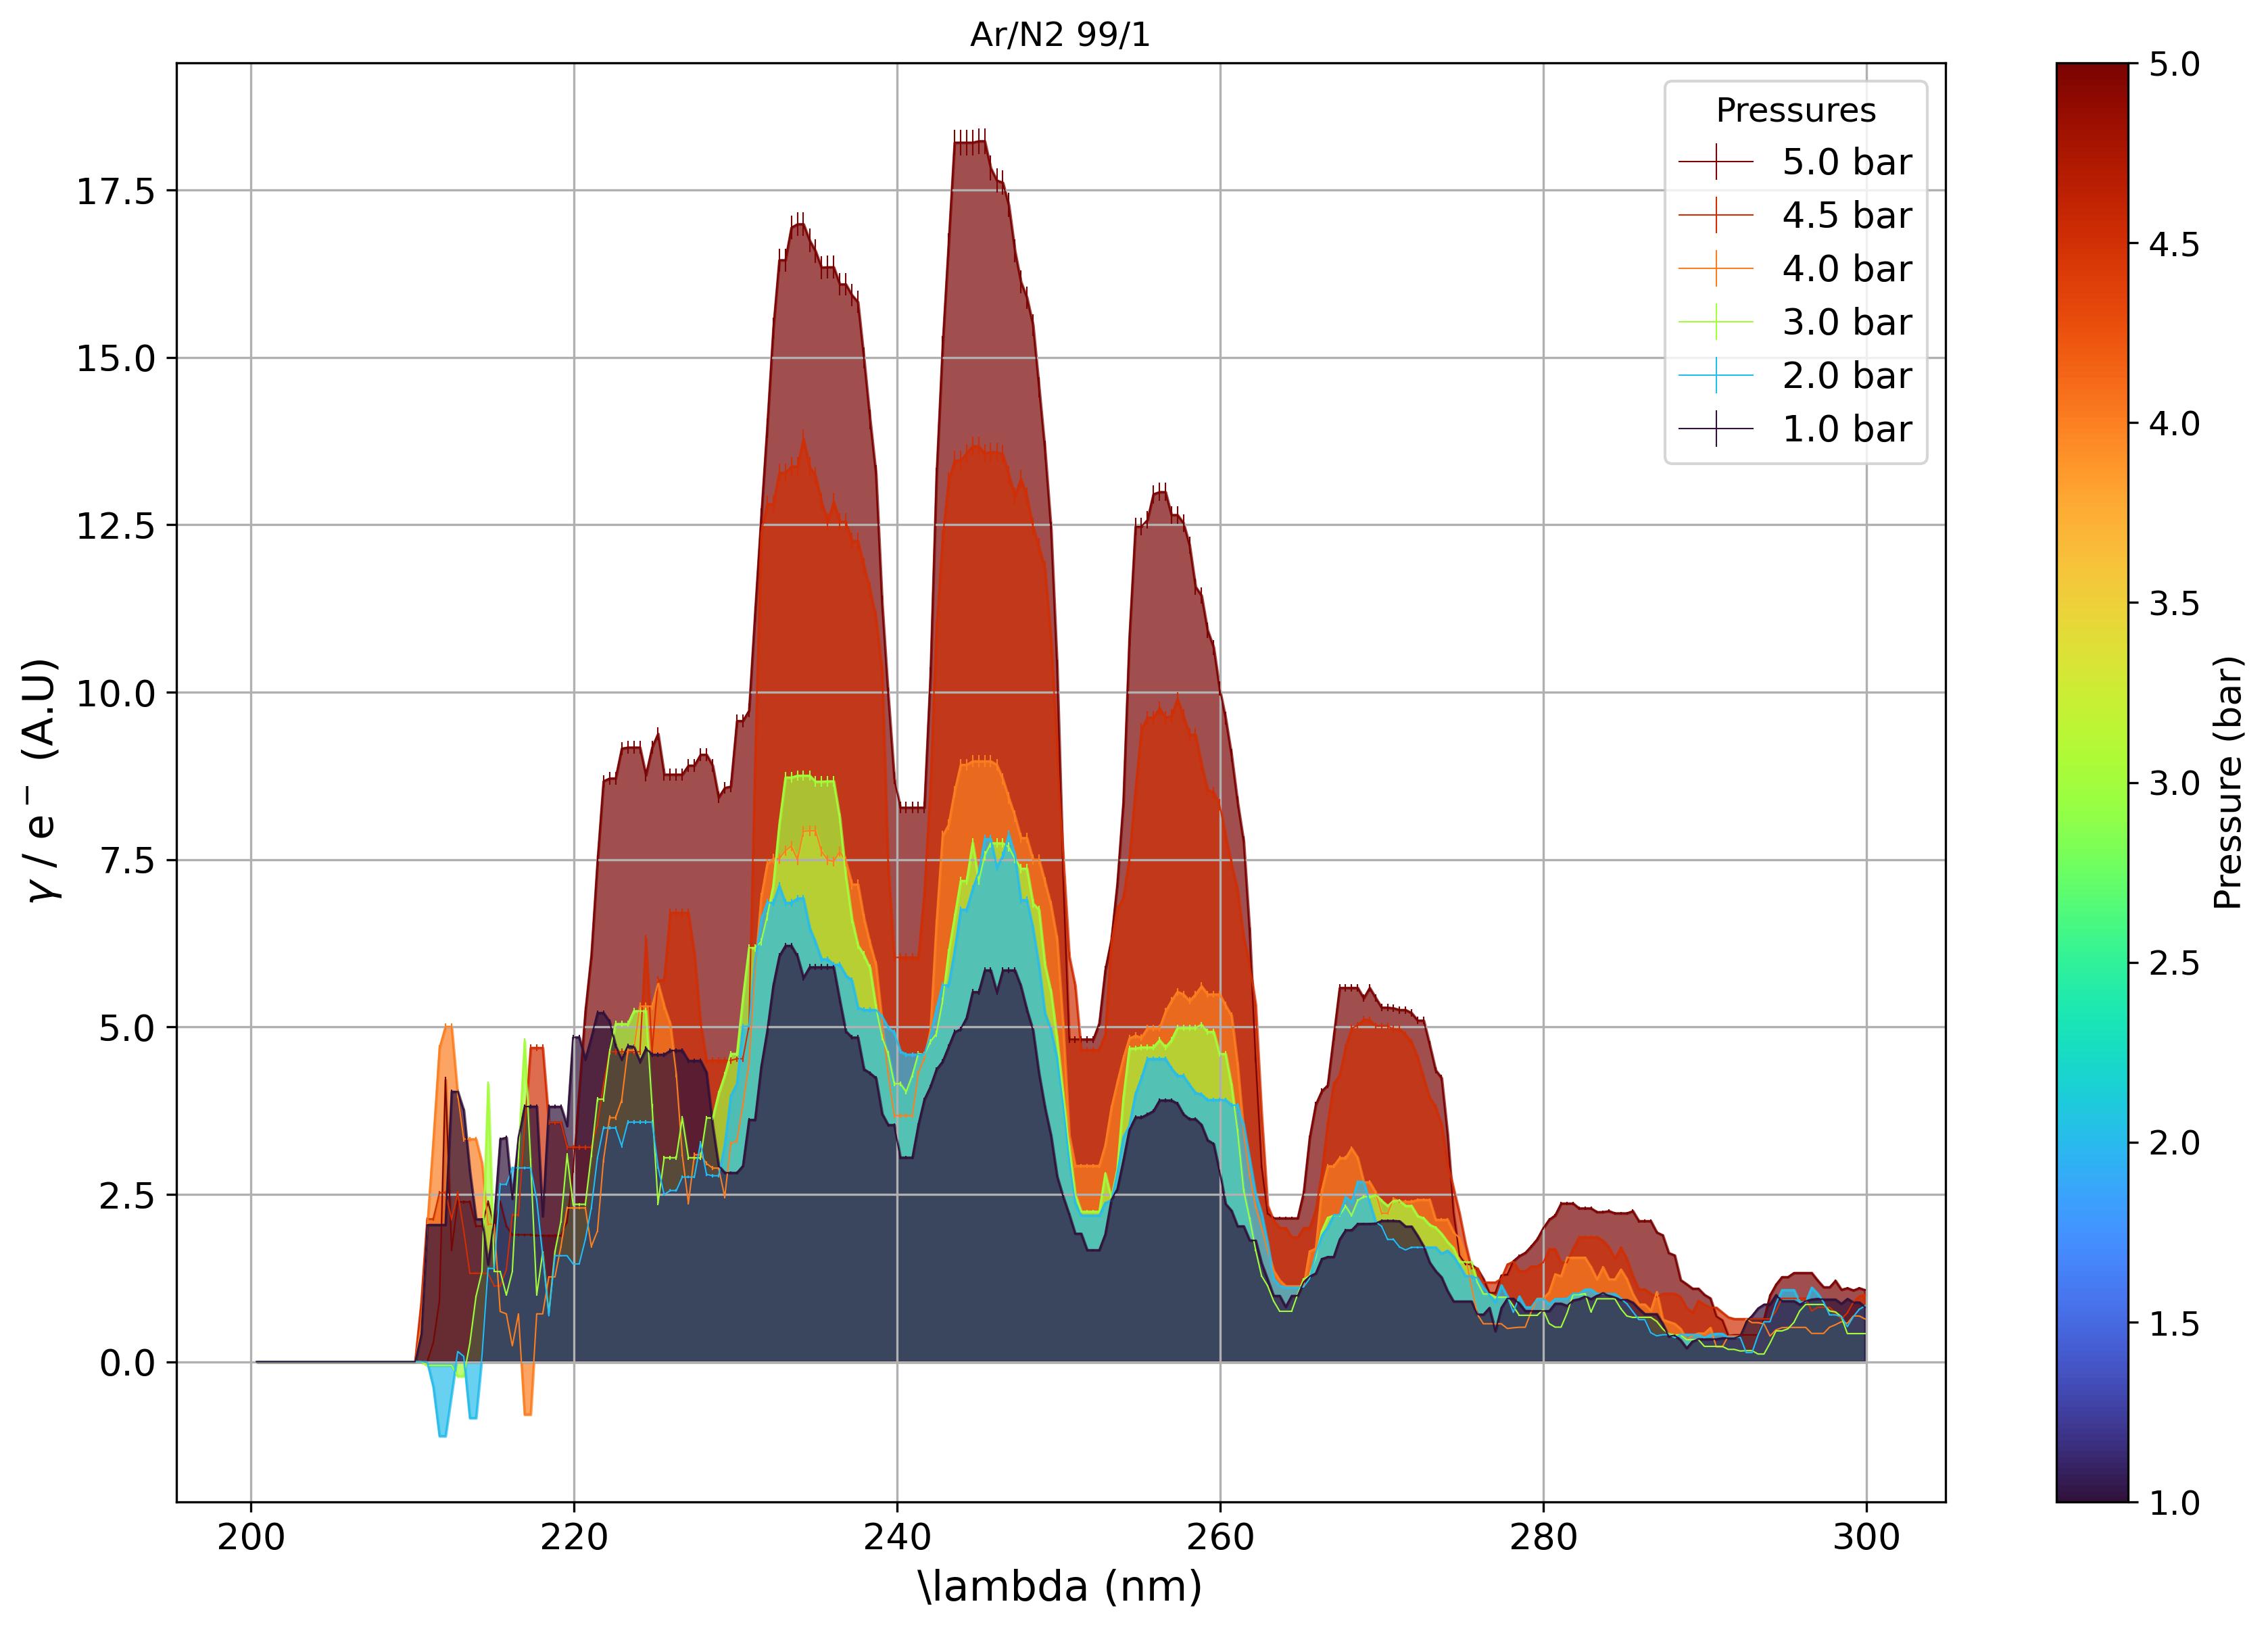 Ar/N2 99/1
γ / e⁻ (A.U)
17.5
15.0
12.5
10.0
7.5
5.0
2.5
0.0
200
220
240
260
280
300
\lambda (nm)
Pressures
5.0 bar
4.5 bar
4.0 bar
3.0 bar
2.0 bar
1.0 bar
5.0
4.5
4.0
3.5
3.0
2.5
2.0
1.5
1.0
Pressure (bar)